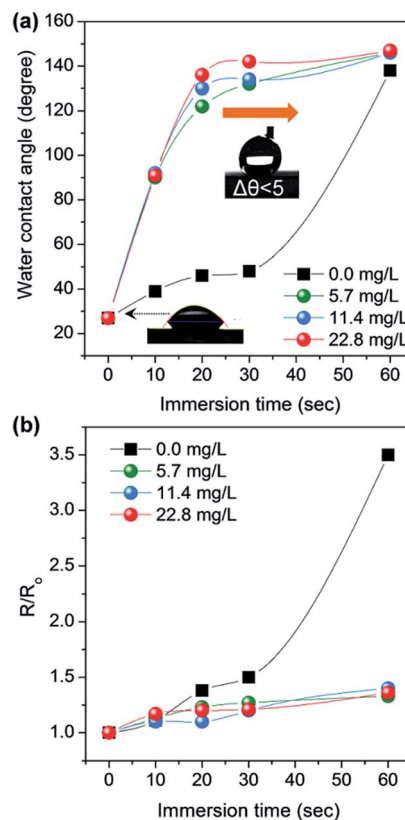 (a)
160
140
120
100
80
60
40
20
Water contact angle (degree)
Δθ<5
0.0 mg/L
5.7 mg/L
11.4 mg/L
22.8 mg/L
0 10 20 30 40 50 60
Immersion time (sec)
(b)
3.5
3.0
2.5
2.0
1.5
1.0
R/Ro
0.0 mg/L
5.7 mg/L
11.4 mg/L
22.8 mg/L
0 10 20 30 40 50 60
Immersion time (sec)